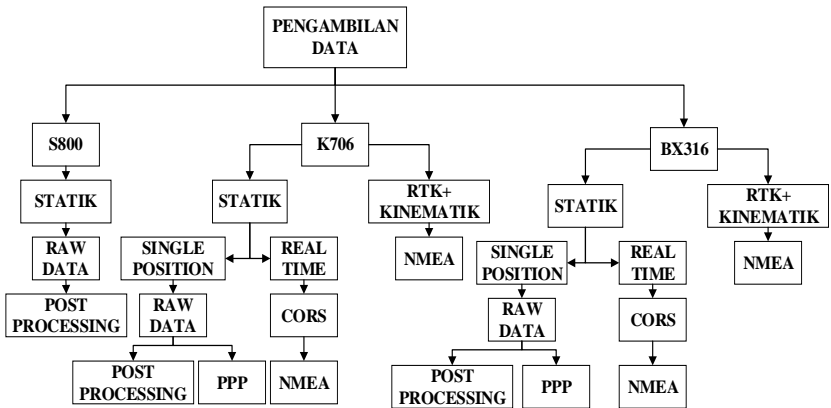 PENGAMBILAN
DATA
S800
K706
BX316
STATIK
STATIK
RTK+
KINEMATIK
STATIK
RTK+
KINEMATIK
RAW
DATA
SINGLE
POSITION
REAL
TIME
NMEA
SINGLE
POSITION
REAL
TIME
NMEA
POST
PROCESSING
RAW
DATA
CORS
RAW
DATA
CORS
POST
PROCESSING
PPP
NMEA
POST
PROCESSING
PPP
NMEA